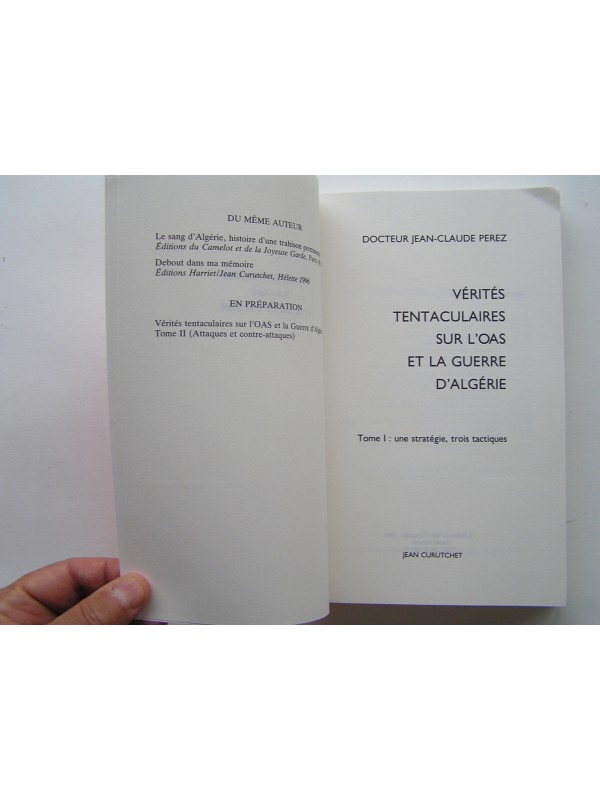 DU MÊME AUTEUR
Le sang d'Algérie, histoire d'une trahison
Éditions du Camelot et de la Joyeuse Garde, Paris
Debout dans ma mémoire
Éditions Harriet/Jean Curutchet, Hélette 1996
EN PRÉPARATION
Vérités tentaculaires sur l'OAS et la Guerre
Tome II (Attaques et contre-attaques)
DOCTEUR JEAN-CLAUDE PEREZ
VÉRITÉS
TENTACULAIRES
SUR L'OAS
ET LA GUERRE
D'ALGÉRIE
Tome I : une stratégie, trois tactiques
JEAN CURUTCHET